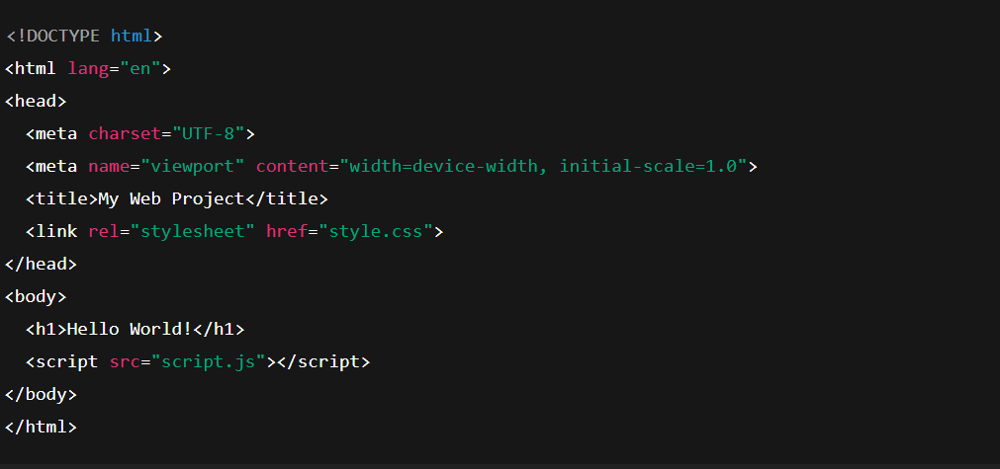 <!DOCTYPE html>
<html lang="en">
<head>
  <meta charset="UTF-8">
  <meta name="viewport" content="width=device-width, initial-scale=1.0">
  <title>My Web Project</title>
  <link rel="stylesheet" href="style.css">
</head>
<body>
  <h1>Hello World!</h1>
  <script src="script.js"></script>
</body>
</html>